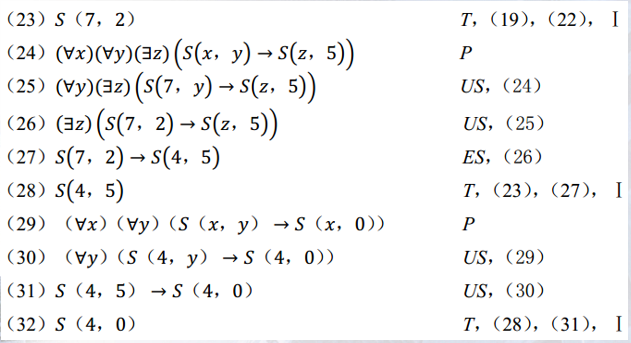 (23) S（7，2） T，（19），（22），I
(24) (∀x)(∀y)(∃z)(S(x，y)→S(z，5)) P
(25) (∀y)(∃z)(S(7，y)→S(z，5)) US，（24）
(26) (∃z)(S(7，2)→S(z，5)) US，（25）
(27) S(7，2)→S(4，5) ES，（26）
(28) S(4，5) T，（23），（27），I
(29) （∀x）（∀y）（S（x，y）→S（x，0）） P
(30) （∀y）（S（4，y）→S（4，0）） US，（29）
(31) S（4，5）→S（4，0） US，（30）
(32) S（4，0） T，（28），（31），I